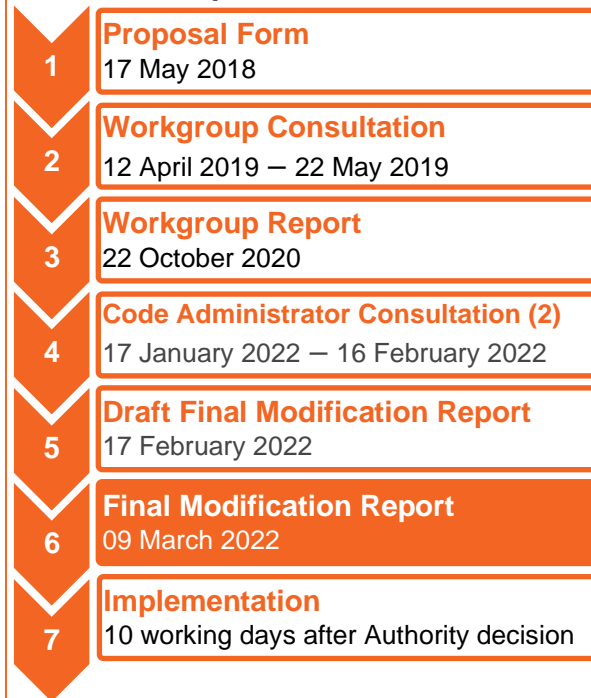 1
Proposal Form
17 May 2018
2
Workgroup Consultation
12 April 2019 – 22 May 2019
3
Workgroup Report
22 October 2020
4
Code Administrator Consultation (2)
17 January 2022 – 16 February 2022
5
Draft Final Modification Report
17 February 2022
6
Final Modification Report
09 March 2022
7
Implementation
10 working days after Authority decision